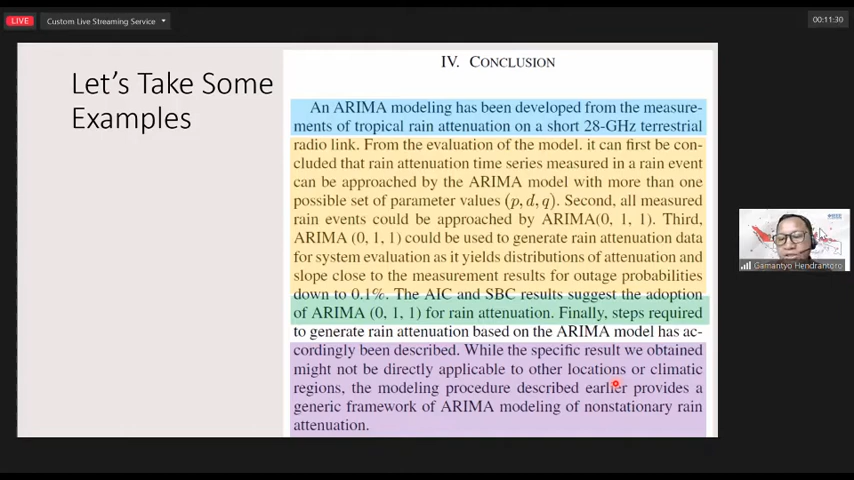 LIVE
Custom Live Streaming Service
00:11:30
Let's Take Some
Examples
IV. CONCLUSION
An ARIMA modeling has been developed from the measure-
ments of tropical rain attenuation on a short 28-GHz terrestrial
radio link. From the evaluation of the model. it can first be con-
cluded that rain attenuation time series measured in a rain event
can be approached by the ARIMA model with more than one
possible set of parameter values (p, d, q). Second, all measured
rain events could be approached by ARIMA(0, 1, 1). Third,
ARIMA (0, 1, 1) could be used to generate rain attenuation data
for system evaluation as it yields distributions of attenuation and
slope close to the measurement results for outage probabilities
down to 0.1%. The AIC and SBC results suggest the adoption
of ARIMA (0, 1, 1) for rain attenuation. Finally, steps required
to generate rain attenuation based on the ARIMA model has ac-
cordingly been described. While the specific result we obtained
might not be directly applicable to other locations or climatic
regions, the modeling procedure described earlier provides a
generic framework of ARIMA modeling of nonstationary rain
attenuation.
Gamantyo Hendrantoro